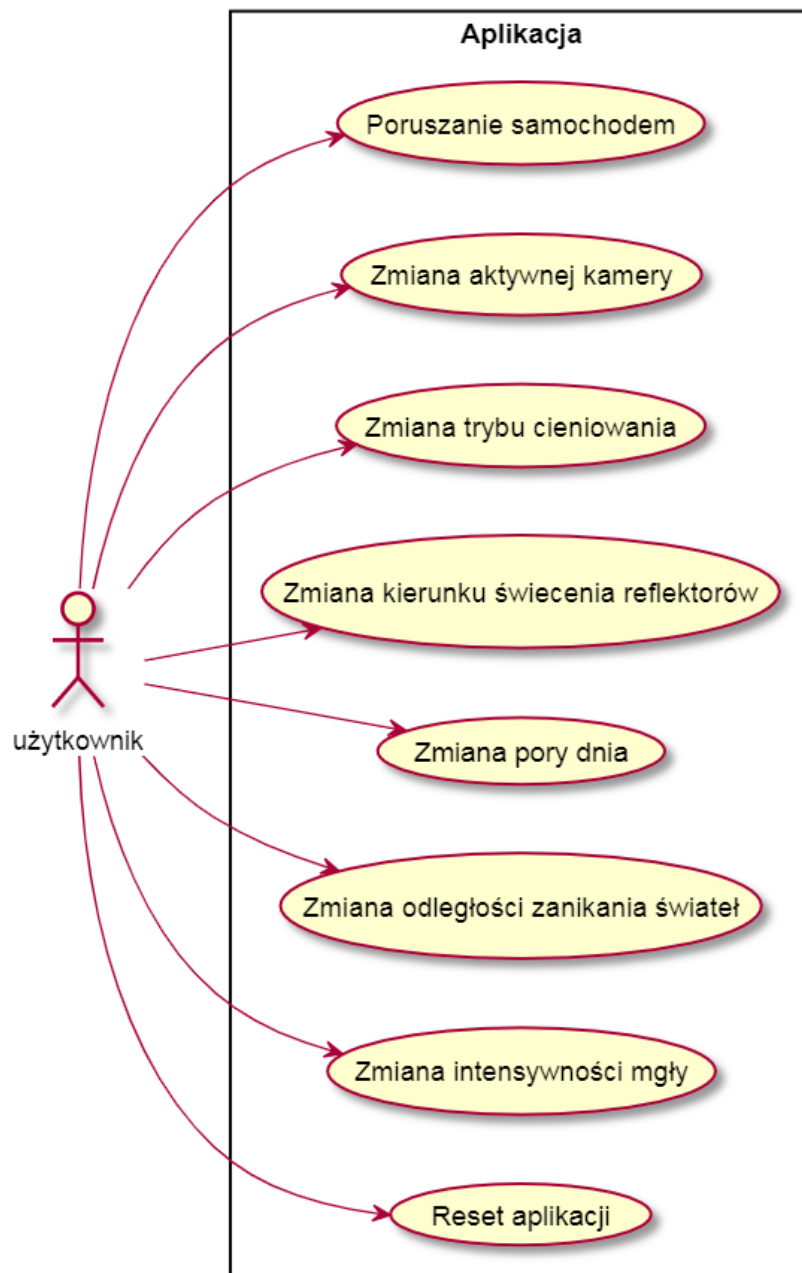 Aplikacja
Poruszanie samochodem
Zmiana aktywnej kamery
Zmiana trybu cieniowania
Zmiana kierunku świecenia reflektorów
użytkownik
Zmiana pory dnia
Zmiana odległości zanikania świateł
Zmiana intensywności mgły
Reset aplikacji